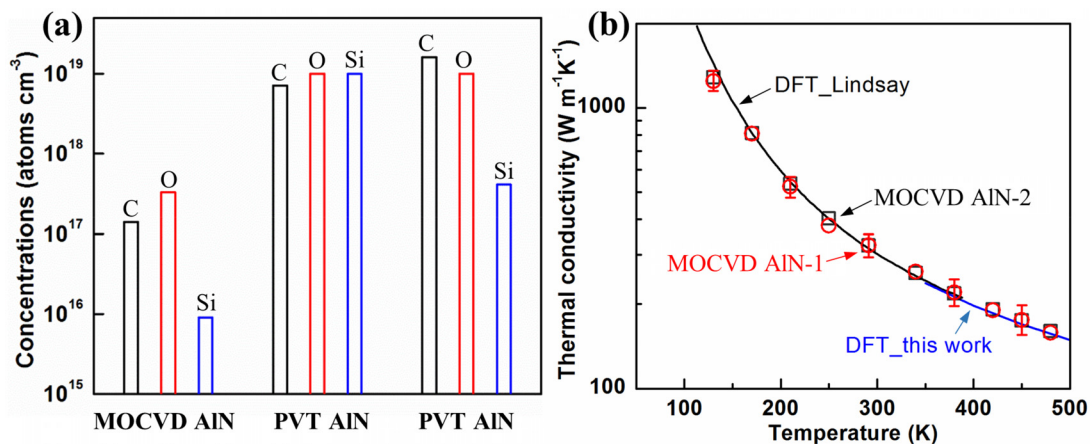 (a)
Concentrations (atoms cm⁻³)
10¹⁹
10¹⁸
10¹⁷
10¹⁶
10¹⁵
C
O
Si
C
O
Si
C
O
Si
MOCVD AlN
PVT AlN
PVT AlN
(b)
Thermal conductivity (W m⁻¹K⁻¹)
1000
100
DFT_Lindsay
MOCVD AlN-2
MOCVD AlN-1
DFT_this work
100
200
300
400
500
Temperature (K)